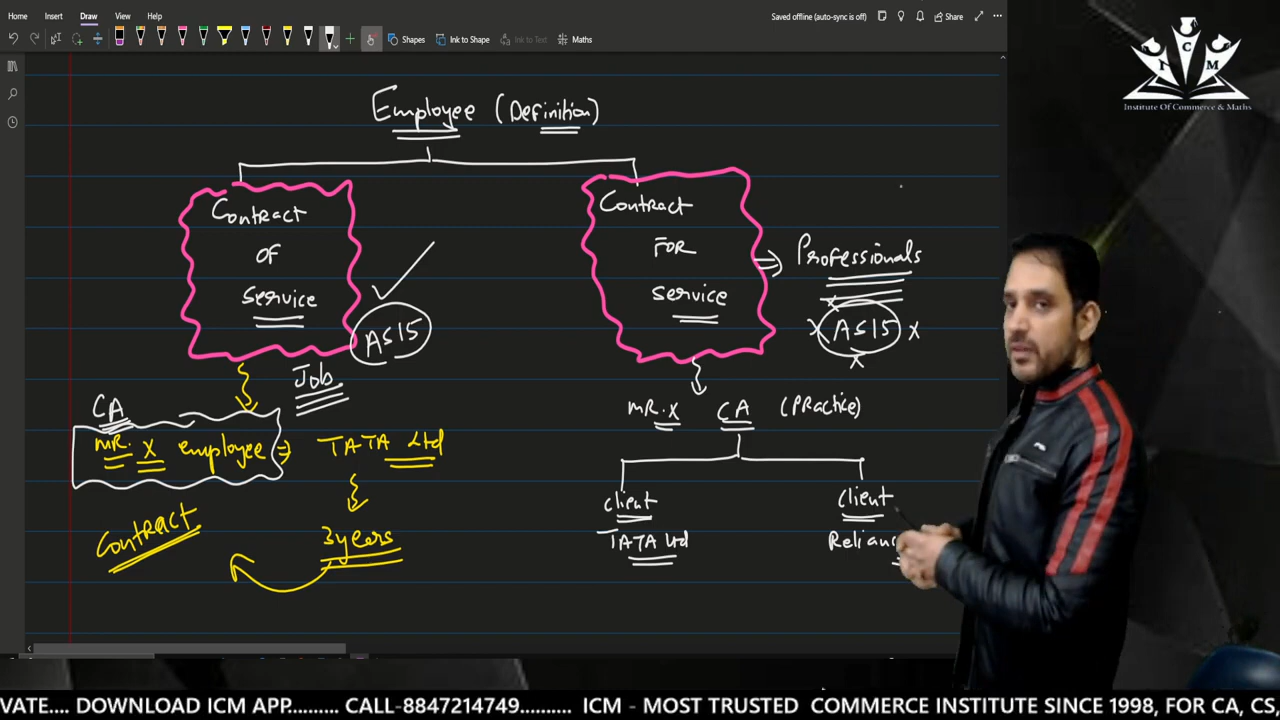 Home Insert Draw View Help
Saved offline (auto-sync is off)
Share
Shapes
Ink to Shape
Ink to Text
Maths
I C M
Institute Of Commerce & Maths
Employee (Definition)
Contract
OF
Service
AS15
Job
CA
MR. X employee ⇒ TATA Ltd
3years
Contract
Contract
FOR
Service
⇒ Professionals
X AS15 X
X
MR. X CA (PRactice)
Client
TATA Ltd
Client
VATE.... DOWNLOAD ICM APP......... CALL-8847214749...... ICM - MOST TRUSTED COMMERCE INSTITUTE SINCE 1998, FOR CA, CS,